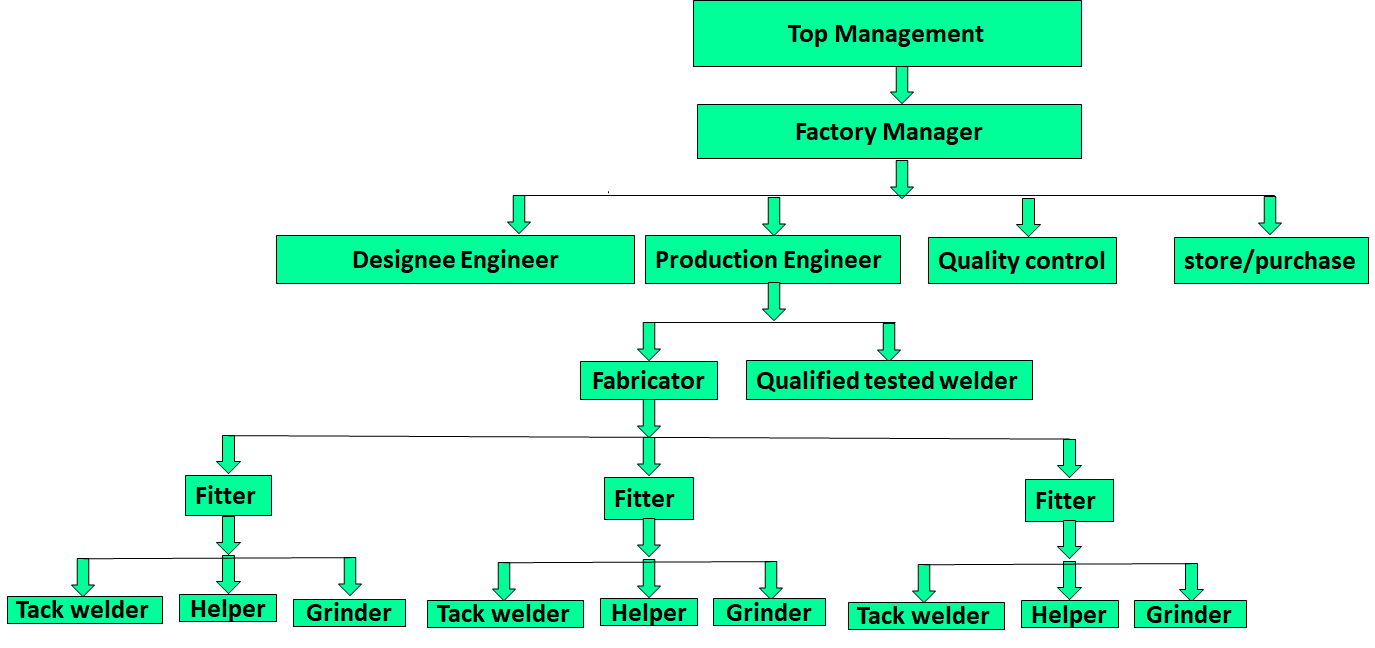 Top Management
Factory Manager
Designee Engineer
Production Engineer
Quality control
store/purchase
Fabricator
Qualified tested welder
Fitter
Fitter
Fitter
Tack welder
Helper
Grinder
Tack welder
Helper
Grinder
Tack welder
Helper
Grinder